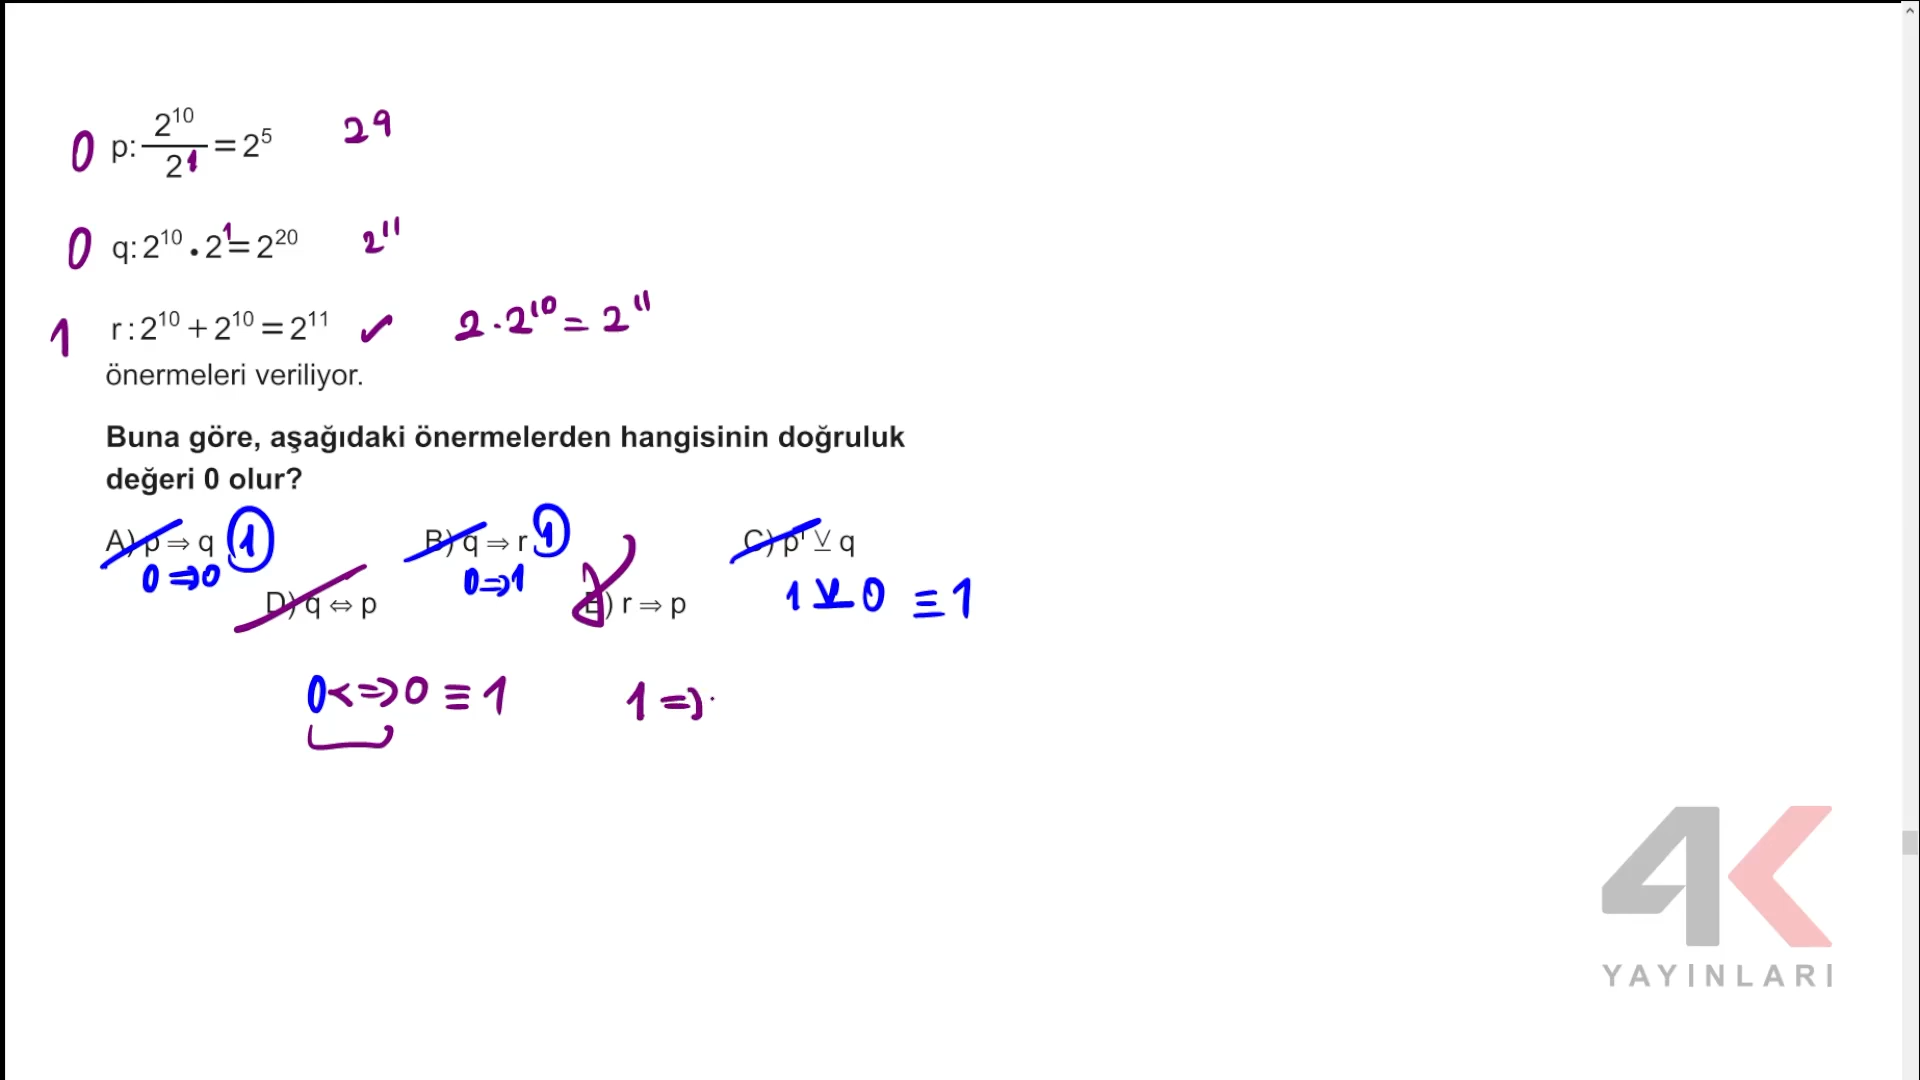 0 p: 2^10 / 2^1 = 2^5 2^9
0 q: 2^10 . 2^1 = 2^20 2^11
1 r: 2^10 + 2^10 = 2^11 ✓ 2 . 2^10 = 2^11
önermeleri veriliyor.
Buna göre, aşağıdaki önermelerden hangisinin doğruluk
değeri 0 olur?
A) p ⇒ q 1 B) q ⇒ r 1 C) p' ⊻ q
0 ⇒ 0 0 ⇒ 1 1 ⊻ 0 ≡ 1
D) q ⇔ p E) r ⇒ p
0 <=> 0 ≡ 1 1 =>
4K
YAYINLARI